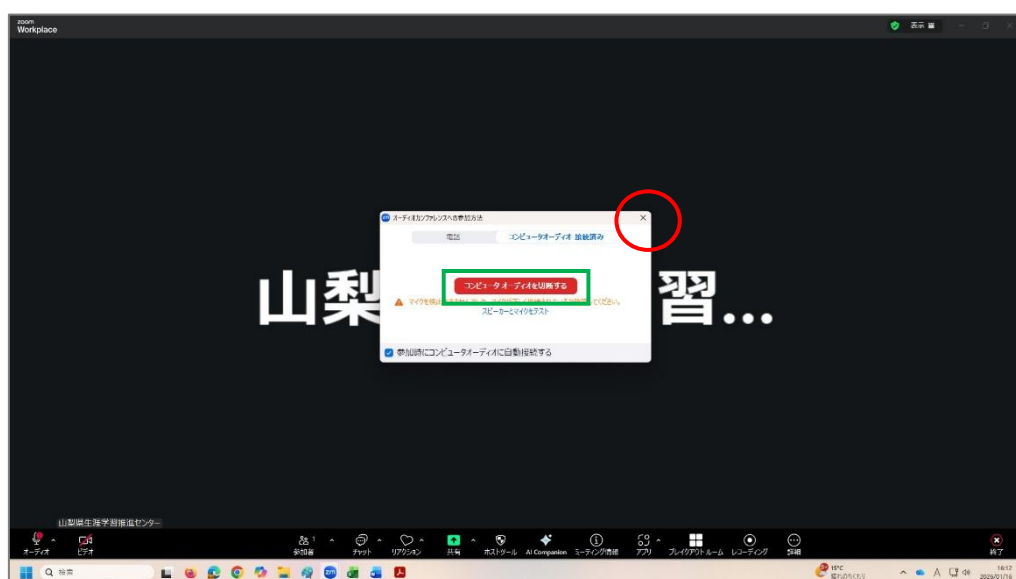 zoom
Workplace
表示
オーディオカンファレンスへの参加方法
電話
コンピュータオーディオ 接続済み
山梨
習...
コンピュータ オーディオを切断する
スピーカーとマイクをテスト
参加時にコンピュータオーディオに自動接続する
山梨県生涯学習推進センター
オーディオ
ビデオ
参加者
1
チャット
リアクション
共有
ホストツール
AI Companion
ミーティング情報
アプリ
ブレイクアウトルーム
レコーディング
詳細
終了
検索
15°C
A
16:12
2026/01/16